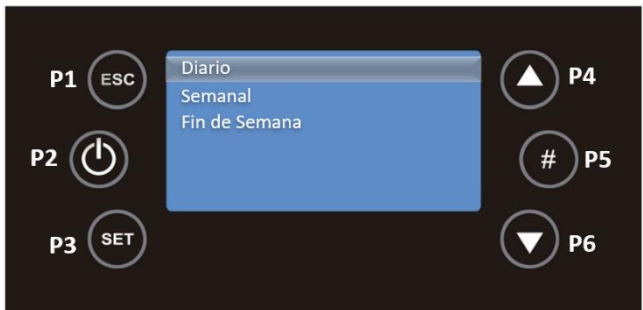 P1 ESC
P2
P3 SET
Diario
Semanal
Fin de Semana
P4
# P5
P6